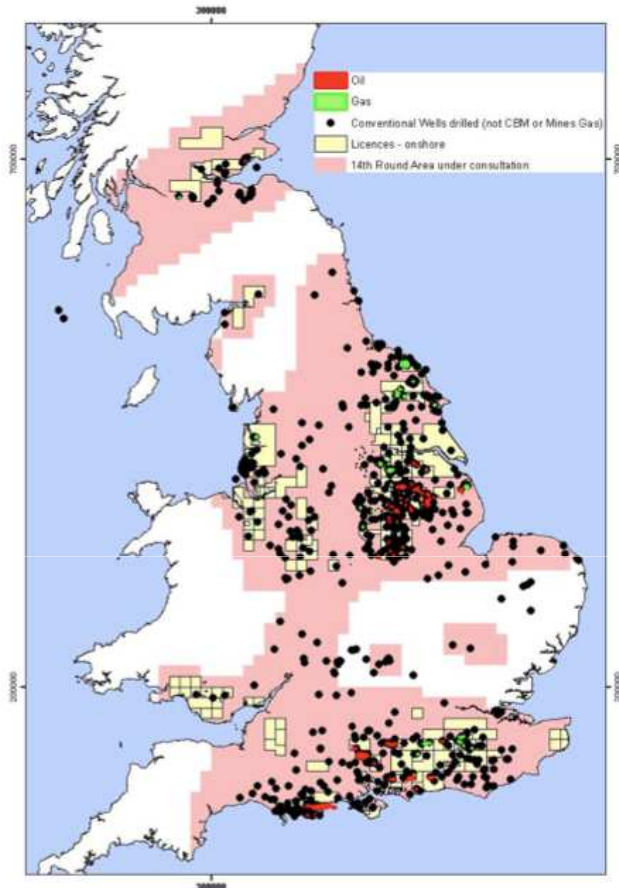 300000
Oil
Gas
Conventional Wells drilled (not CBM or Mines Gas)
Licences - onshore
14th Round Area under consultation
700000
700000
200000
200000
300000